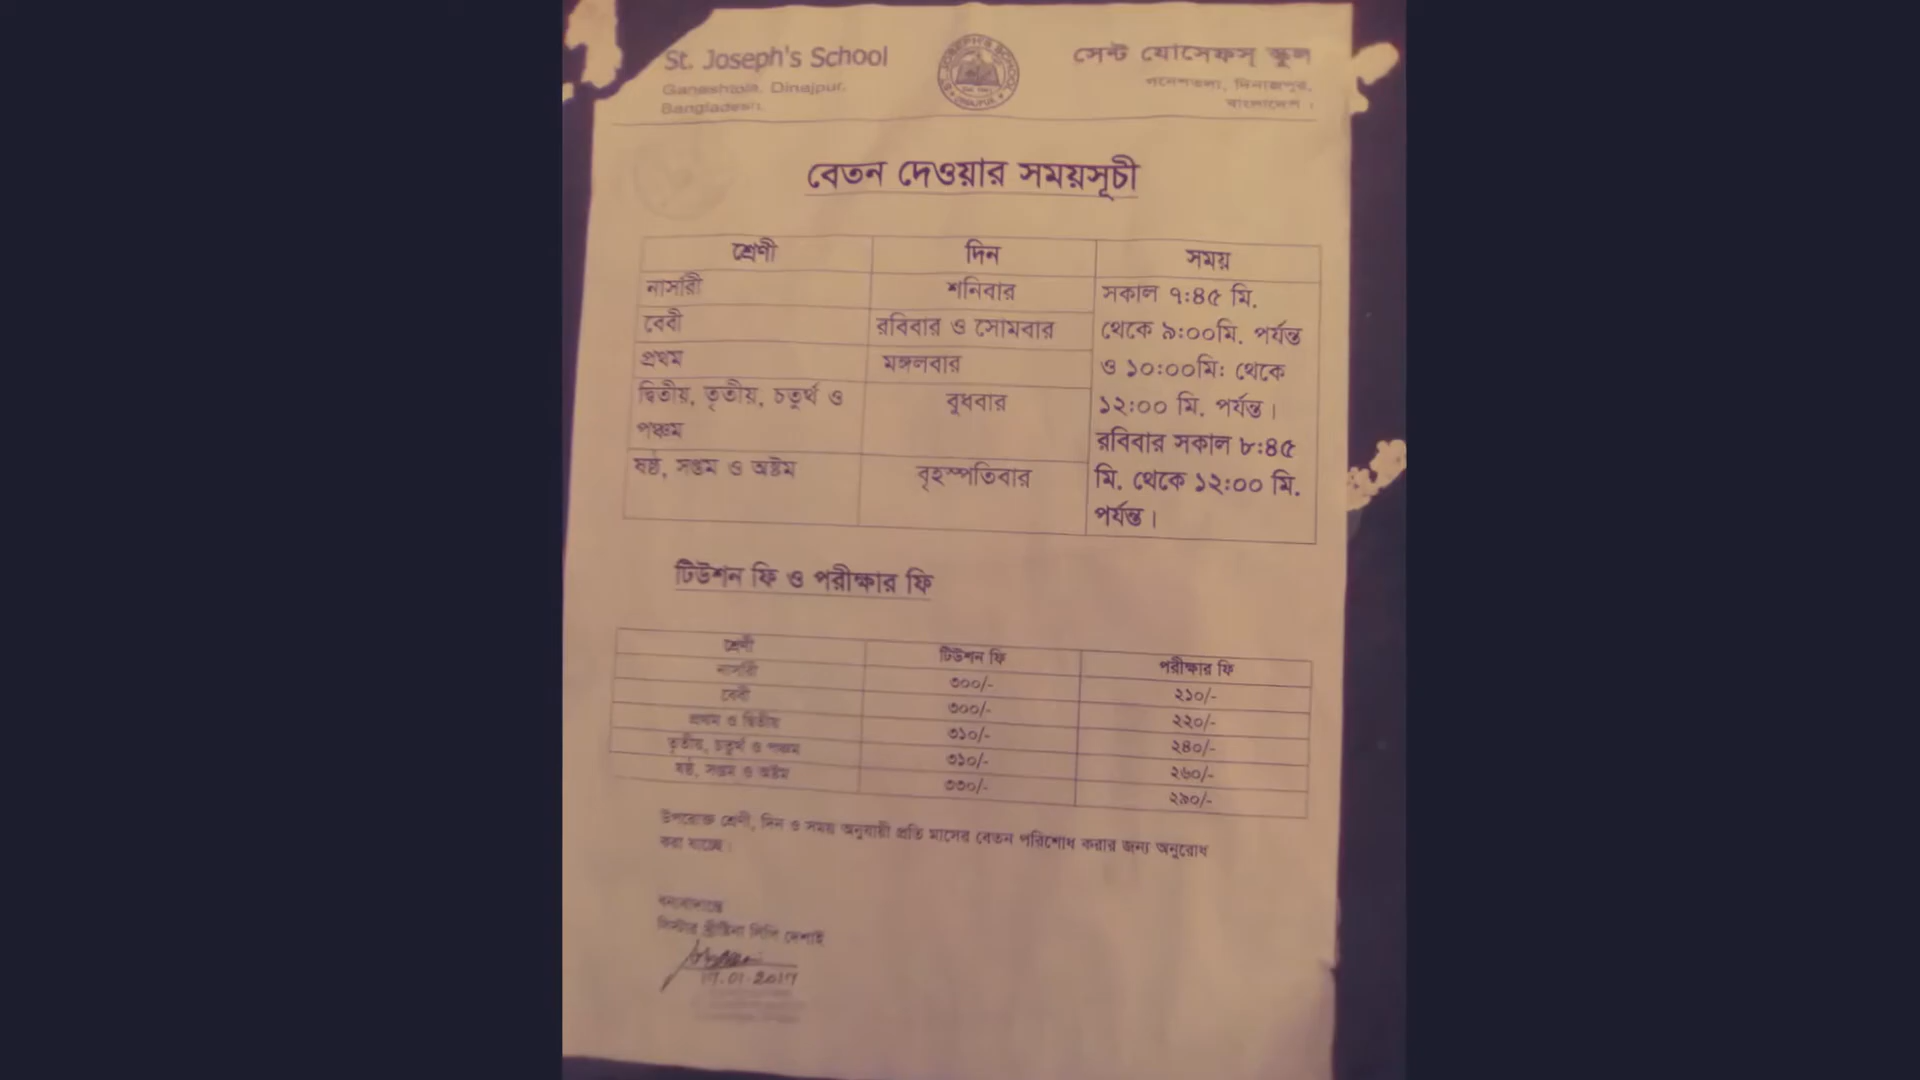 St. Joseph's School
Ganeshtola, Dinajpur,
Bangladesh.
সেন্ট যোসেফস্ স্কুল
গনেশতলা, দিনাজপুর,
বাংলাদেশ।
বেতন দেওয়ার সময়সূচী
শ্রেণী দিন সময়
নার্সারী শনিবার সকাল ৭:৪৫ মি.
বেবী রবিবার ও সোমবার থেকে ৯:০০মি. পর্যন্ত
প্রথম মঙ্গলবার ও ১০:০০মিঃ থেকে
দ্বিতীয়, তৃতীয়, চতুর্থ ও বুধবার ১২:০০ মি. পর্যন্ত।
পঞ্চম রবিবার সকাল ৮:৪৫
ষষ্ঠ, সপ্তম ও অষ্টম বৃহস্পতিবার মি. থেকে ১২:০০ মি.
পর্যন্ত।
টিউশন ফি ও পরীক্ষার ফি
শ্রেণী টিউশন ফি পরীক্ষার ফি
নার্সারী ৩০০/- ২১০/-
বেবী ৩০০/- ২২০/-
প্রথম ও দ্বিতীয় ৩১০/- ২৪০/-
তৃতীয়, চতুর্থ ও পঞ্চম ৩১০/- ২৬০/-
ষষ্ঠ, সপ্তম ও অষ্টম ৩৩০/- ২৯০/-
উপরোক্ত শ্রেণী, দিন ও সময় অনুযায়ী প্রতি মাসের বেতন পরিশোধ করার জন্য অনুরোধ
করা যাচ্ছে।
ধন্যবাদান্তে
সিস্টার
17.01.2017